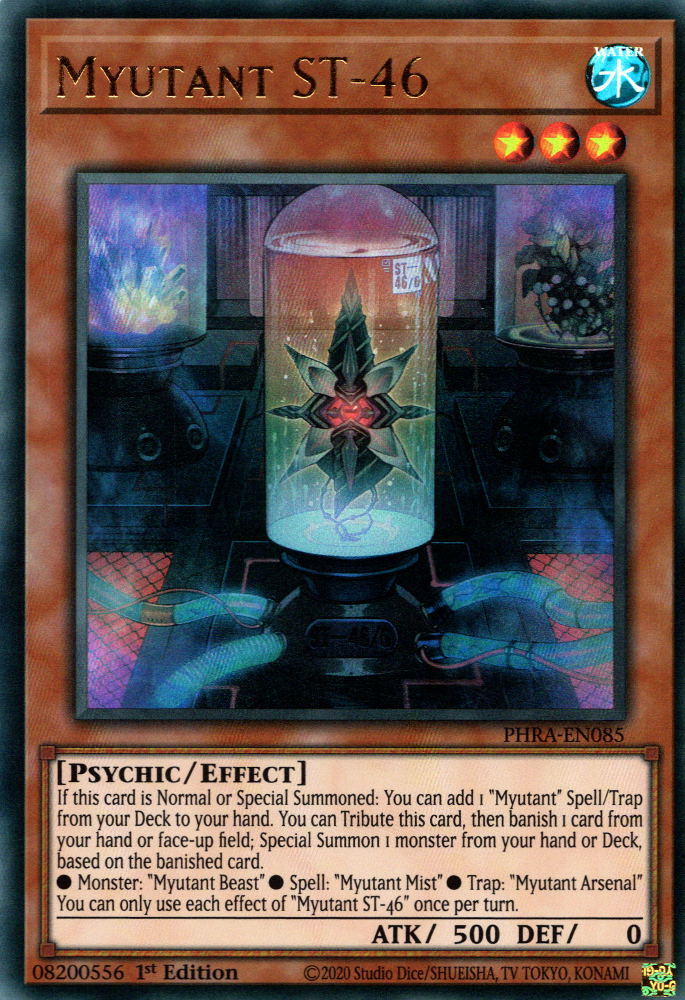 Myutant ST-46
WATER
水
ST-
46/G
ST-46/G
PHRA-EN085
[Psychic/Effect]
If this card is Normal or Special Summoned: You can add 1 "Myutant" Spell/Trap
from your Deck to your hand. You can Tribute this card, then banish 1 card from
your hand or face-up field; Special Summon 1 monster from your hand or Deck,
based on the banished card.
● Monster: "Myutant Beast" ● Spell: "Myutant Mist" ● Trap: "Myutant Arsenal"
You can only use each effect of "Myutant ST-46" once per turn.
ATK/ 500 DEF/ 0
08200556 1st Edition ©2020 Studio Dice/SHUEISHA, TV TOKYO, KONAMI